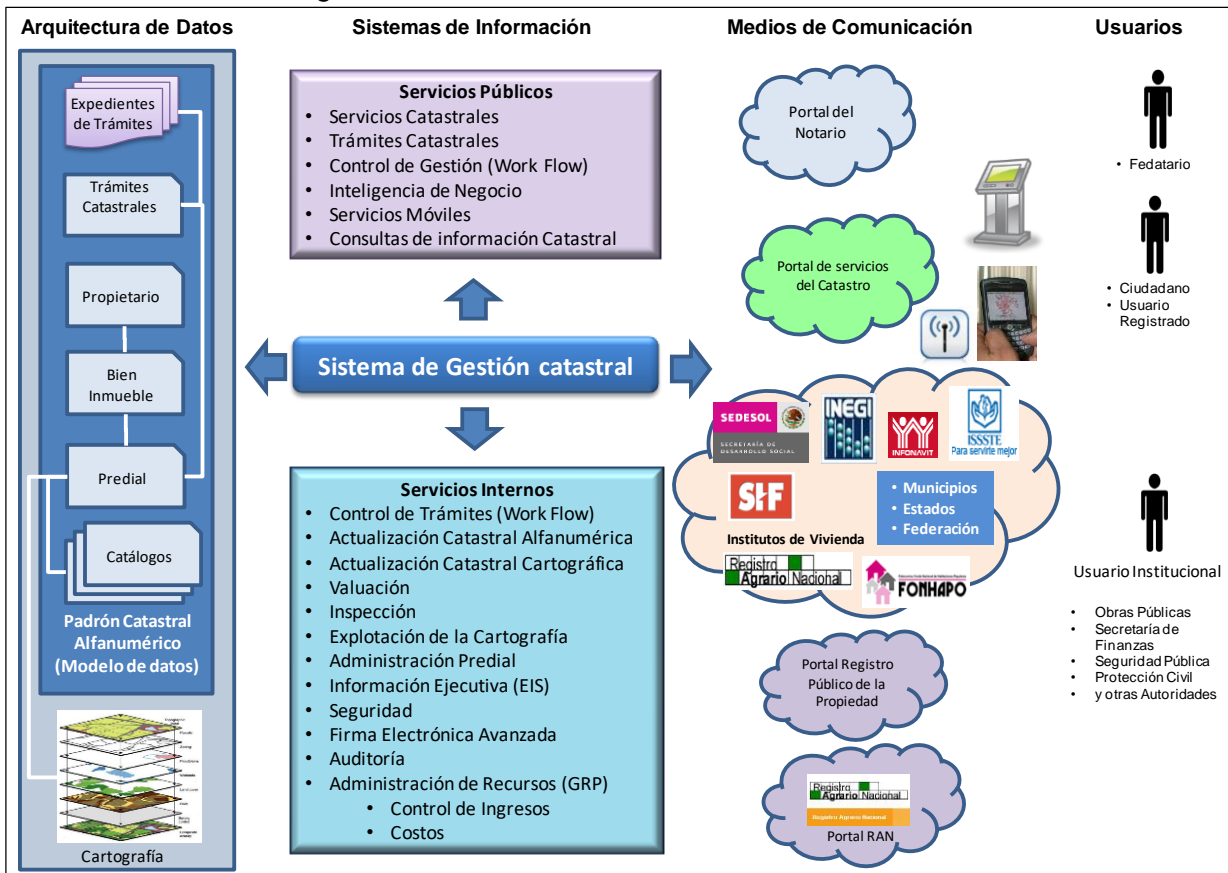 Arquitectura de Datos
Sistemas de Información
Medios de Comunicación
Usuarios
Expedientes
de Trámites
Trámites
Catastrales
Propietario
Bien
Inmueble
Predial
Catálogos
Padrón Catastral
Alfanumérico
(Modelo de datos)
Cartografía
Servicios Públicos
• Servicios Catastrales
• Trámites Catastrales
• Control de Gestión (Work Flow)
• Inteligencia de Negocio
• Servicios Móviles
• Consultas de información Catastral
Sistema de Gestión catastral
Servicios Internos
• Control de Trámites (Work Flow)
• Actualización Catastral Alfanumérica
• Actualización Catastral Cartográfica
• Valuación
• Inspección
• Explotación de la Cartografía
• Administración Predial
• Información Ejecutiva (EIS)
• Seguridad
• Firma Electrónica Avanzada
• Auditoría
• Administración de Recursos (GRP)
• Control de Ingresos
• Costos
Portal del
Notario
Portal de servicios
del Catastro
SEDESOL
SECRETARÍA DE
DESARROLLO SOCIAL
INEGI
INFONAVIT
ISSSTE
Para servirte mejor
SHF
• Municipios
• Estados
• Federación
Institutos de Vivienda
Registro
Agrario Nacional
FONHAPO
Portal Registro
Público de la
Propiedad
Registro
Agrario Nacional
Registro Agrario Nacional
Portal RAN
• Fedatario
• Ciudadano
• Usuario
Registrado
Usuario Institucional
• Obras Públicas
• Secretaría de
Finanzas
• Seguridad Pública
• Protección Civil
• y otras Autoridades